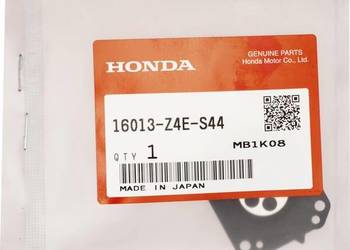 GENUINE PARTS
HONDA
Honda Motor Co., Ltd.
16013-Z4E-S44
QTY 1
MB1K08
MADE IN JAPAN